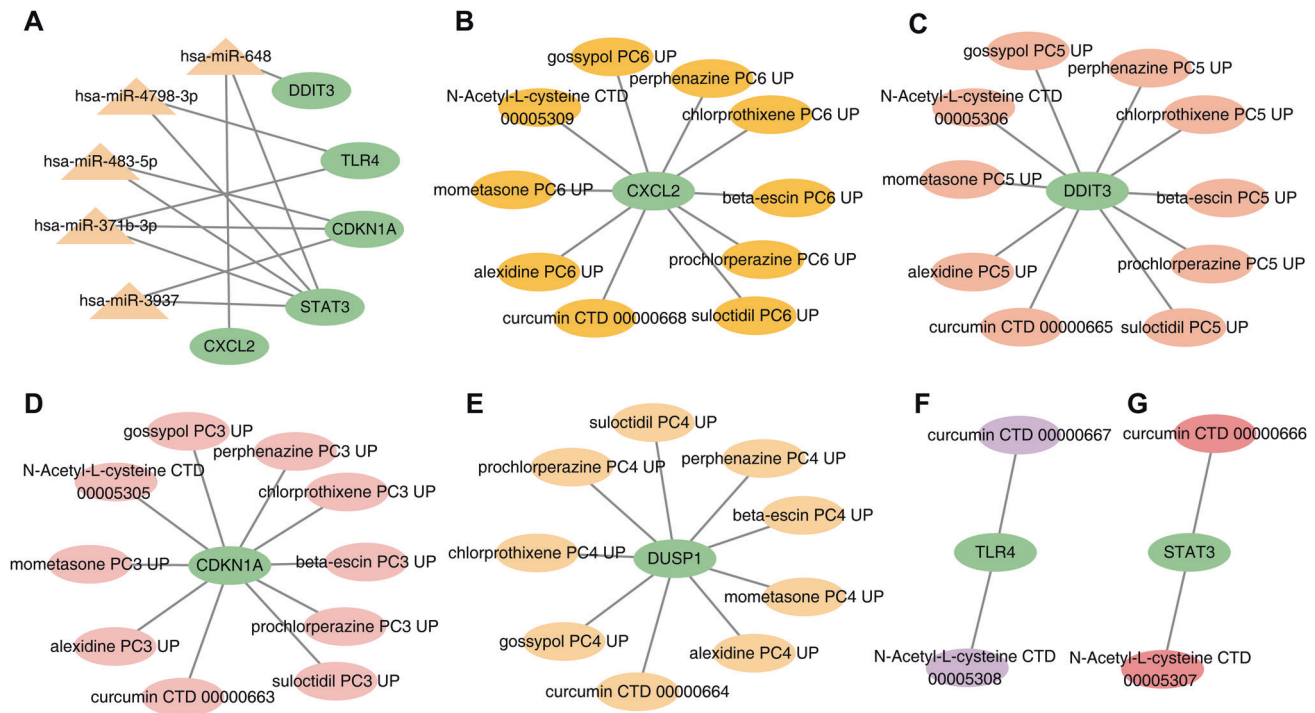 A
hsa-miR-648
hsa-miR-4798-3p
hsa-miR-483-5p
hsa-miR-371b-3p
hsa-miR-3937
DDIT3
TLR4
CDKN1A
STAT3
CXCL2
B
gossypol PC6 UP
perphenazine PC6 UP
N-Acetyl-L-cysteine CTD
00005309
chlorprothixene PC6 UP
mometasone PC6 UP
CXCL2
beta-escin PC6 UP
alexidine PC6 UP
prochlorperazine PC6 UP
curcumin CTD 00000668
suloctidil PC6 UP
C
gossypol PC5 UP
perphenazine PC5 UP
N-Acetyl-L-cysteine CTD
00005306
chlorprothixene PC5 UP
mometasone PC5 UP
DDIT3
beta-escin PC5 UP
alexidine PC5 UP
prochlorperazine PC5 UP
curcumin CTD 00000665
suloctidil PC5 UP
D
gossypol PC3 UP
perphenazine PC3 UP
N-Acetyl-L-cysteine CTD
00005305
chlorprothixene PC3 UP
mometasone PC3 UP
CDKN1A
beta-escin PC3 UP
alexidine PC3 UP
prochlorperazine PC3 UP
curcumin CTD 00000663
suloctidil PC3 UP
E
suloctidil PC4 UP
prochlorperazine PC4 UP
perphenazine PC4 UP
beta-escin PC4 UP
chlorprothixene PC4 UP
DUSP1
mometasone PC4 UP
gossypol PC4 UP
alexidine PC4 UP
curcumin CTD 00000664
F
curcumin CTD 00000667
TLR4
N-Acetyl-L-cysteine CTD
00005308
G
curcumin CTD 00000666
STAT3
N-Acetyl-L-cysteine CTD
00005307